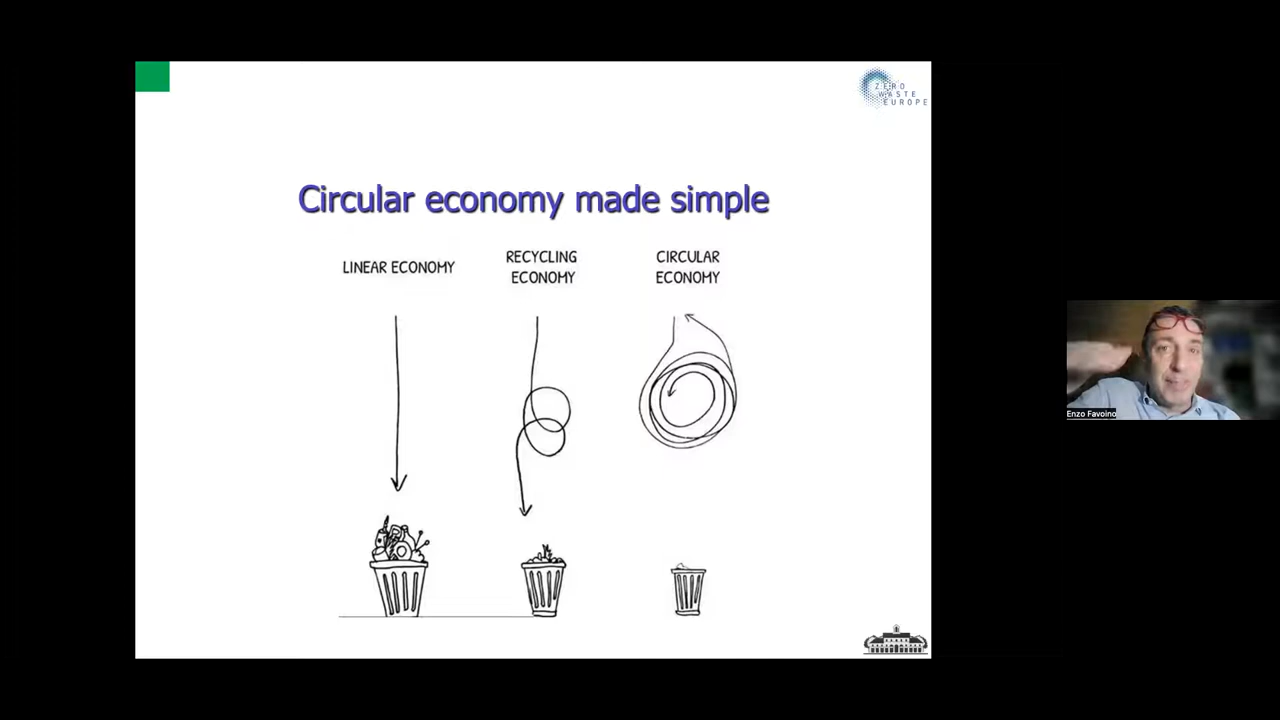 ZERO
WASTE
EUROPE
Circular economy made simple
LINEAR ECONOMY
RECYCLING
ECONOMY
CIRCULAR
ECONOMY
Enzo Favoino